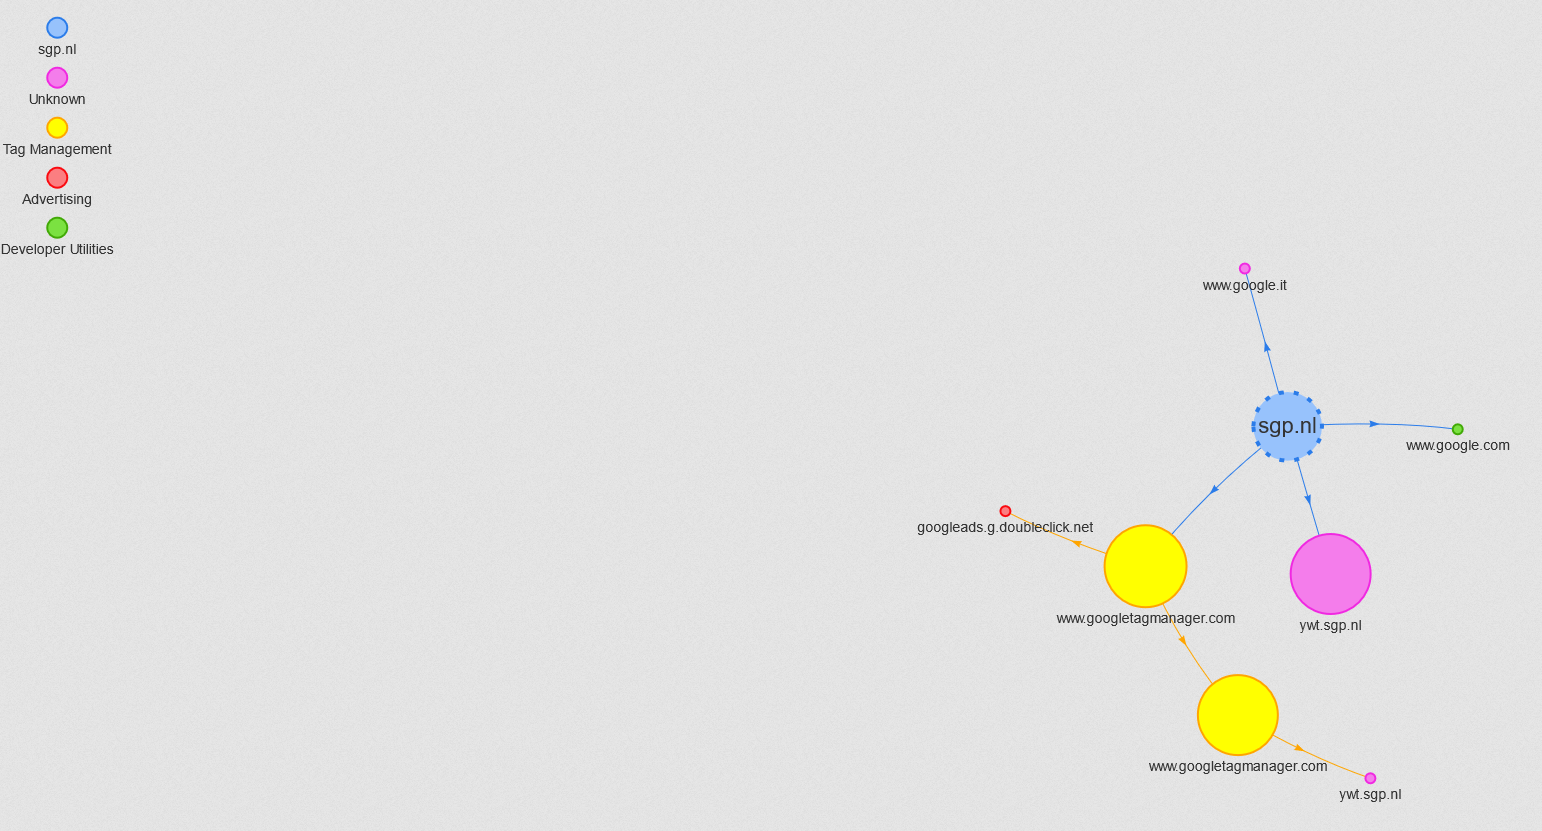 sgp.nl
Unknown
Tag Management
Advertising
Developer Utilities
www.google.it
sgp.nl
www.google.com
googleads.g.doubleclick.net
www.googletagmanager.com
ywt.sgp.nl
www.googletagmanager.com
ywt.sgp.nl